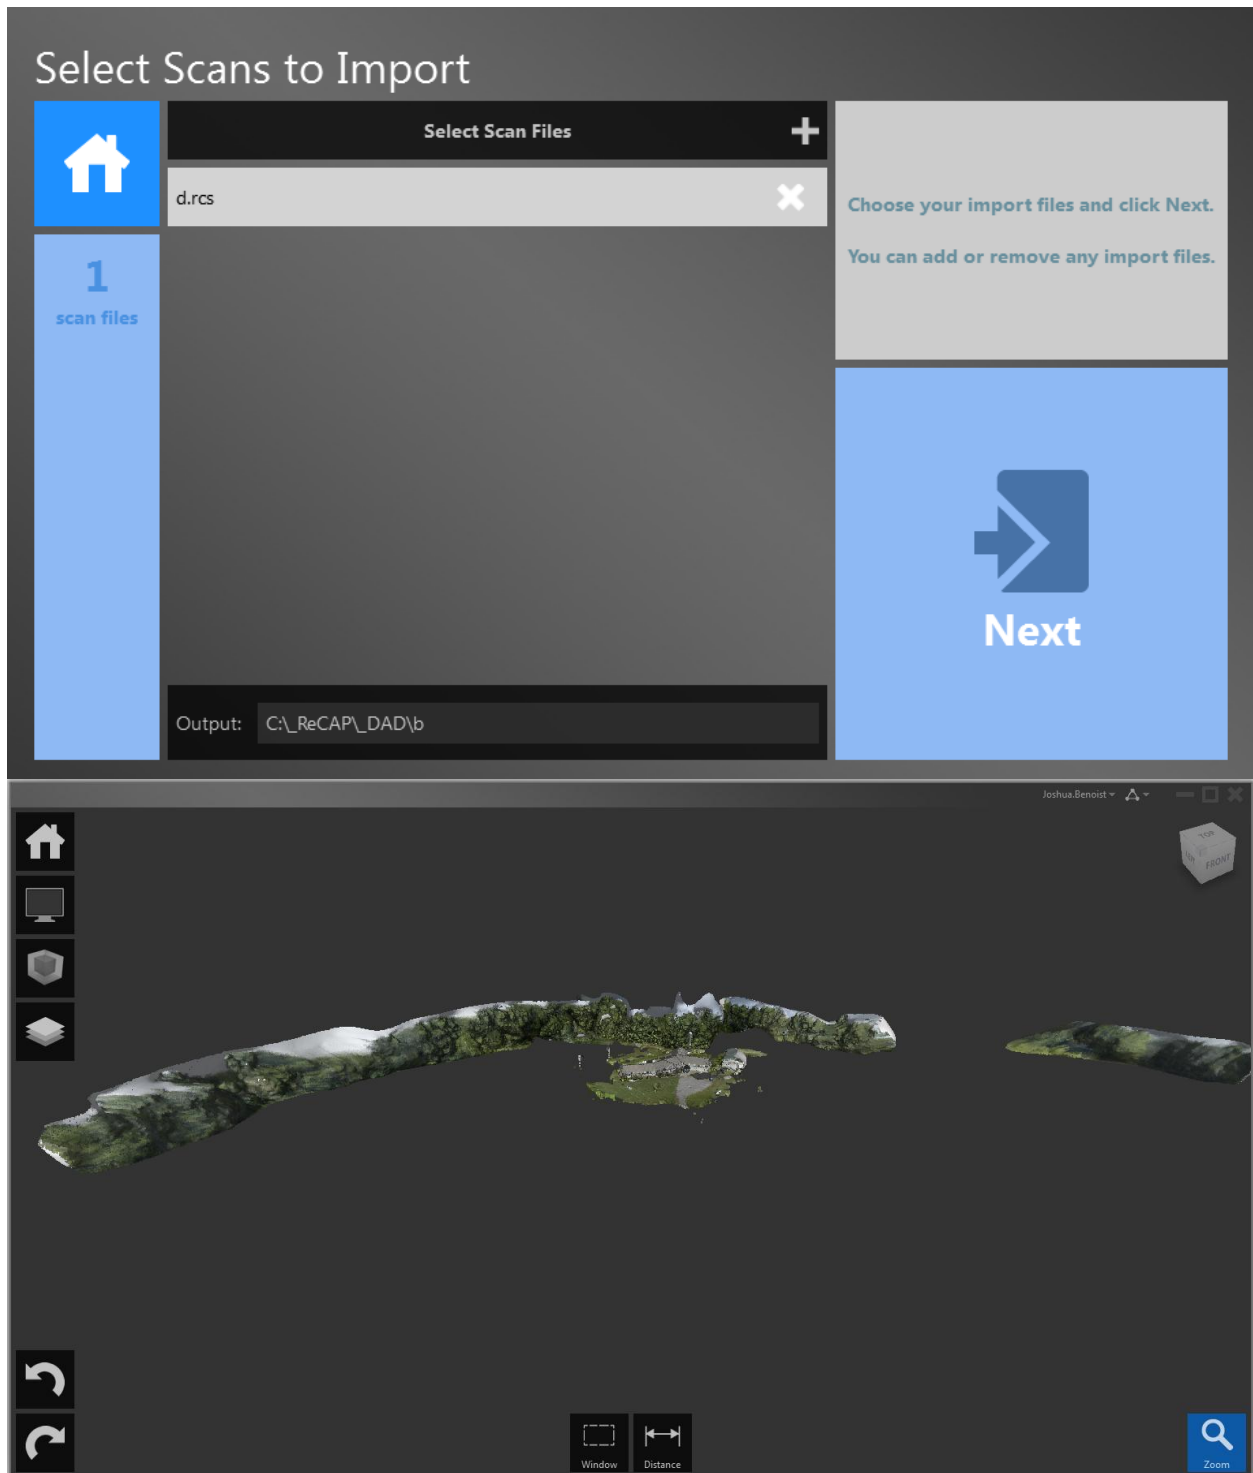 Select Scans to Import
Select Scan Files
d.rcs
1
scan files
Output: C:\_ReCAP\_DAD\b
Choose your import files and click Next.
You can add or remove any import files.
Next
Joshua.Benoist
TOP
FRONT
Window
Distance
Zoom